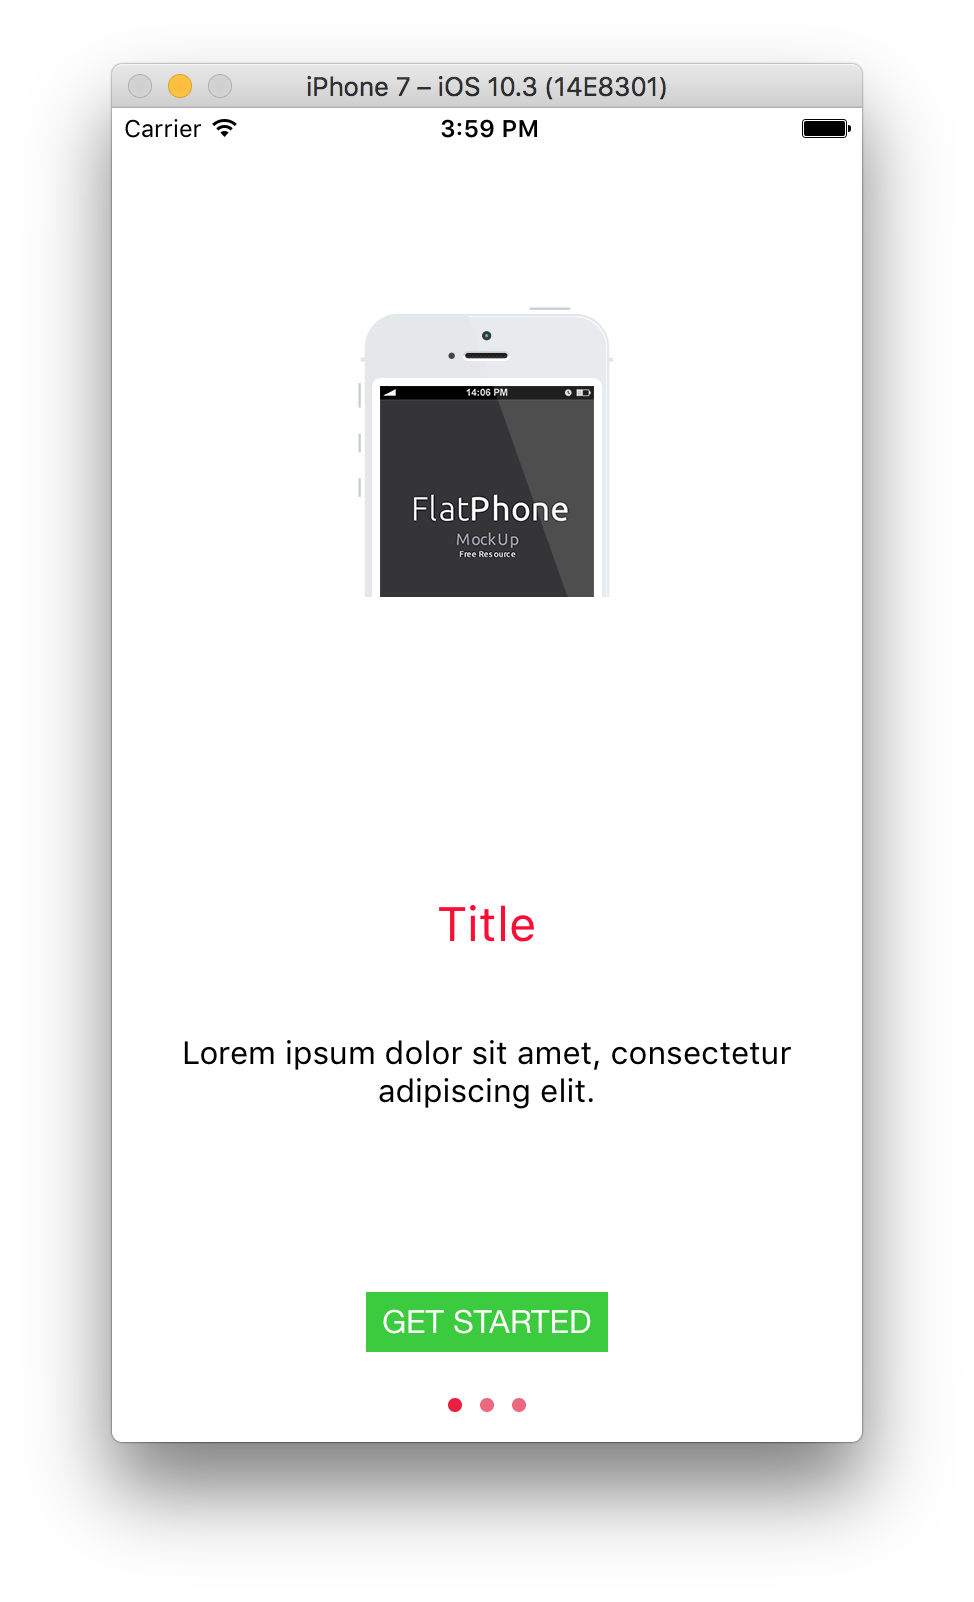 iPhone 7 – iOS 10.3 (14E8301)
Carrier 3:59 PM
14:06 PM
FlatPhone
MockUp
Free Resource
Title
Lorem ipsum dolor sit amet, consectetur
adipiscing elit.
GET STARTED